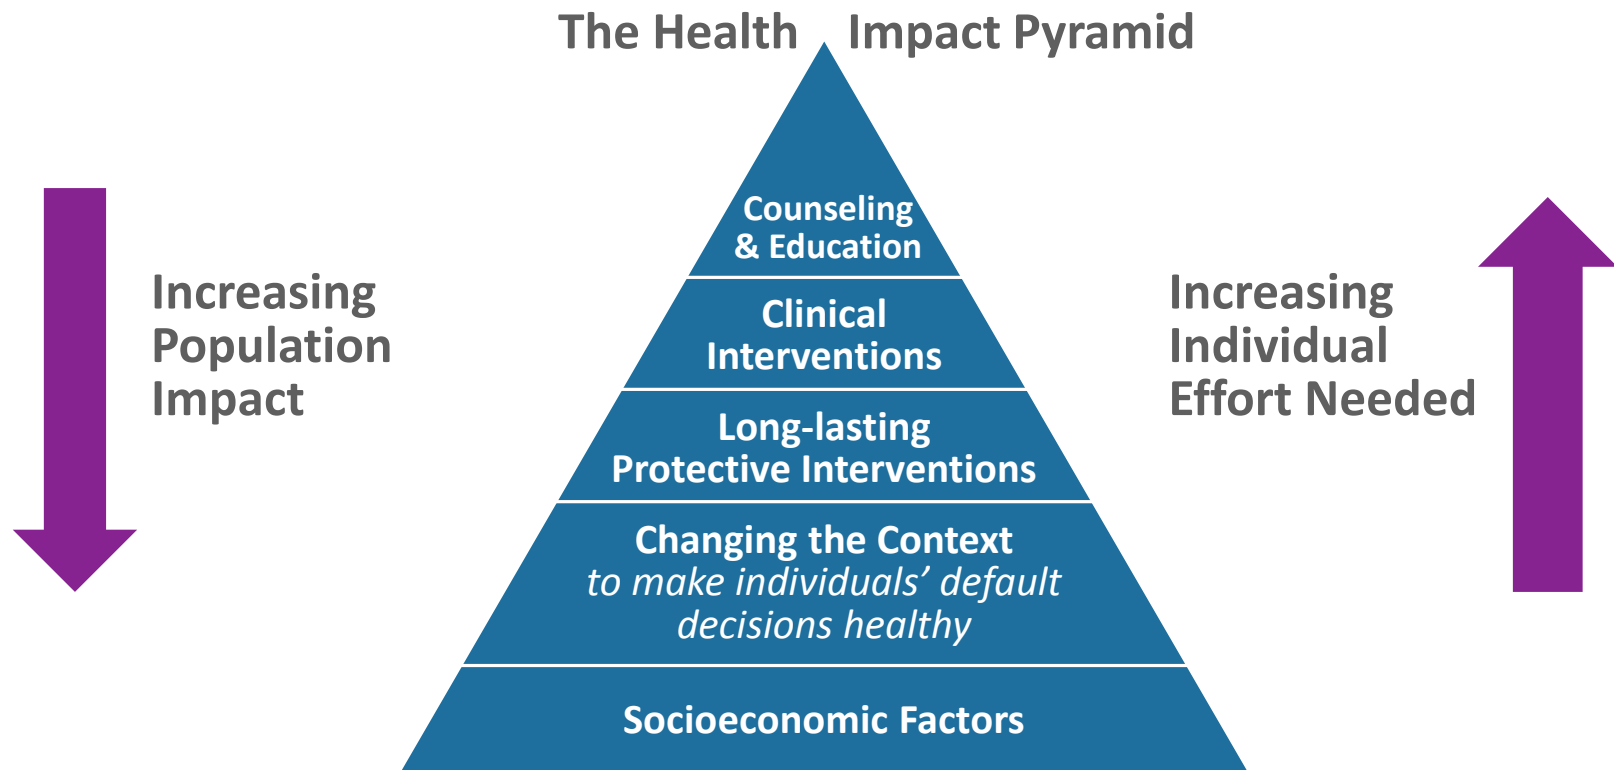 The Health Impact Pyramid
Counseling
& Education
Clinical
Interventions
Long-lasting
Protective Interventions
Changing the Context
to make individuals’ default
decisions healthy
Socioeconomic Factors
Increasing
Population
Impact
Increasing
Individual
Effort Needed